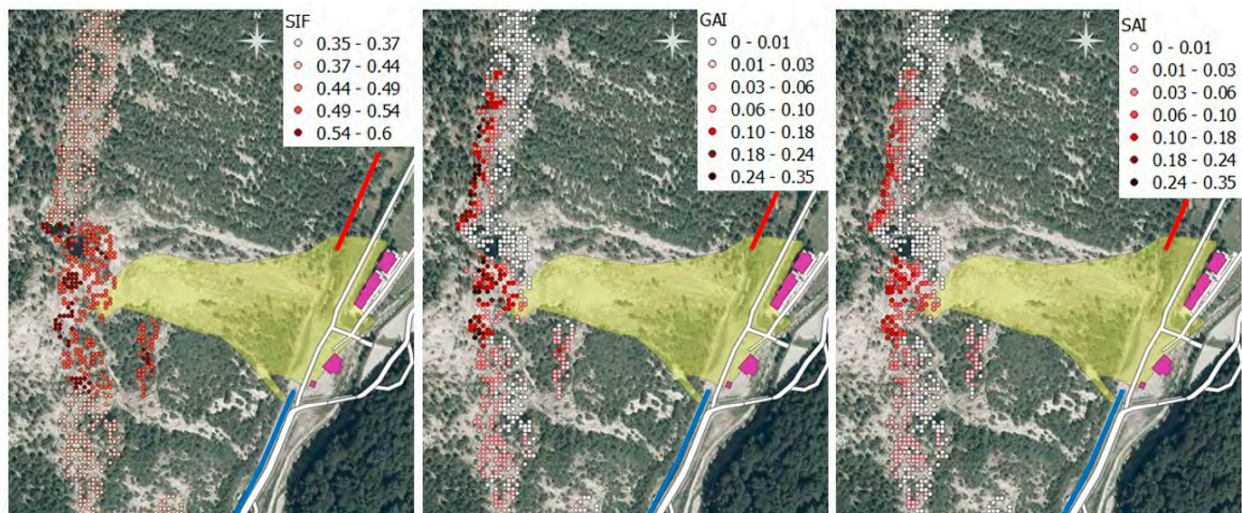 N
SIF
0.35 - 0.37
0.37 - 0.44
0.44 - 0.49
0.49 - 0.54
0.54 - 0.6
N
GAI
0 - 0.01
0.01 - 0.03
0.03 - 0.06
0.06 - 0.10
0.10 - 0.18
0.18 - 0.24
0.24 - 0.35
N
SAI
0 - 0.01
0.01 - 0.03
0.03 - 0.06
0.06 - 0.10
0.10 - 0.18
0.18 - 0.24
0.24 - 0.35